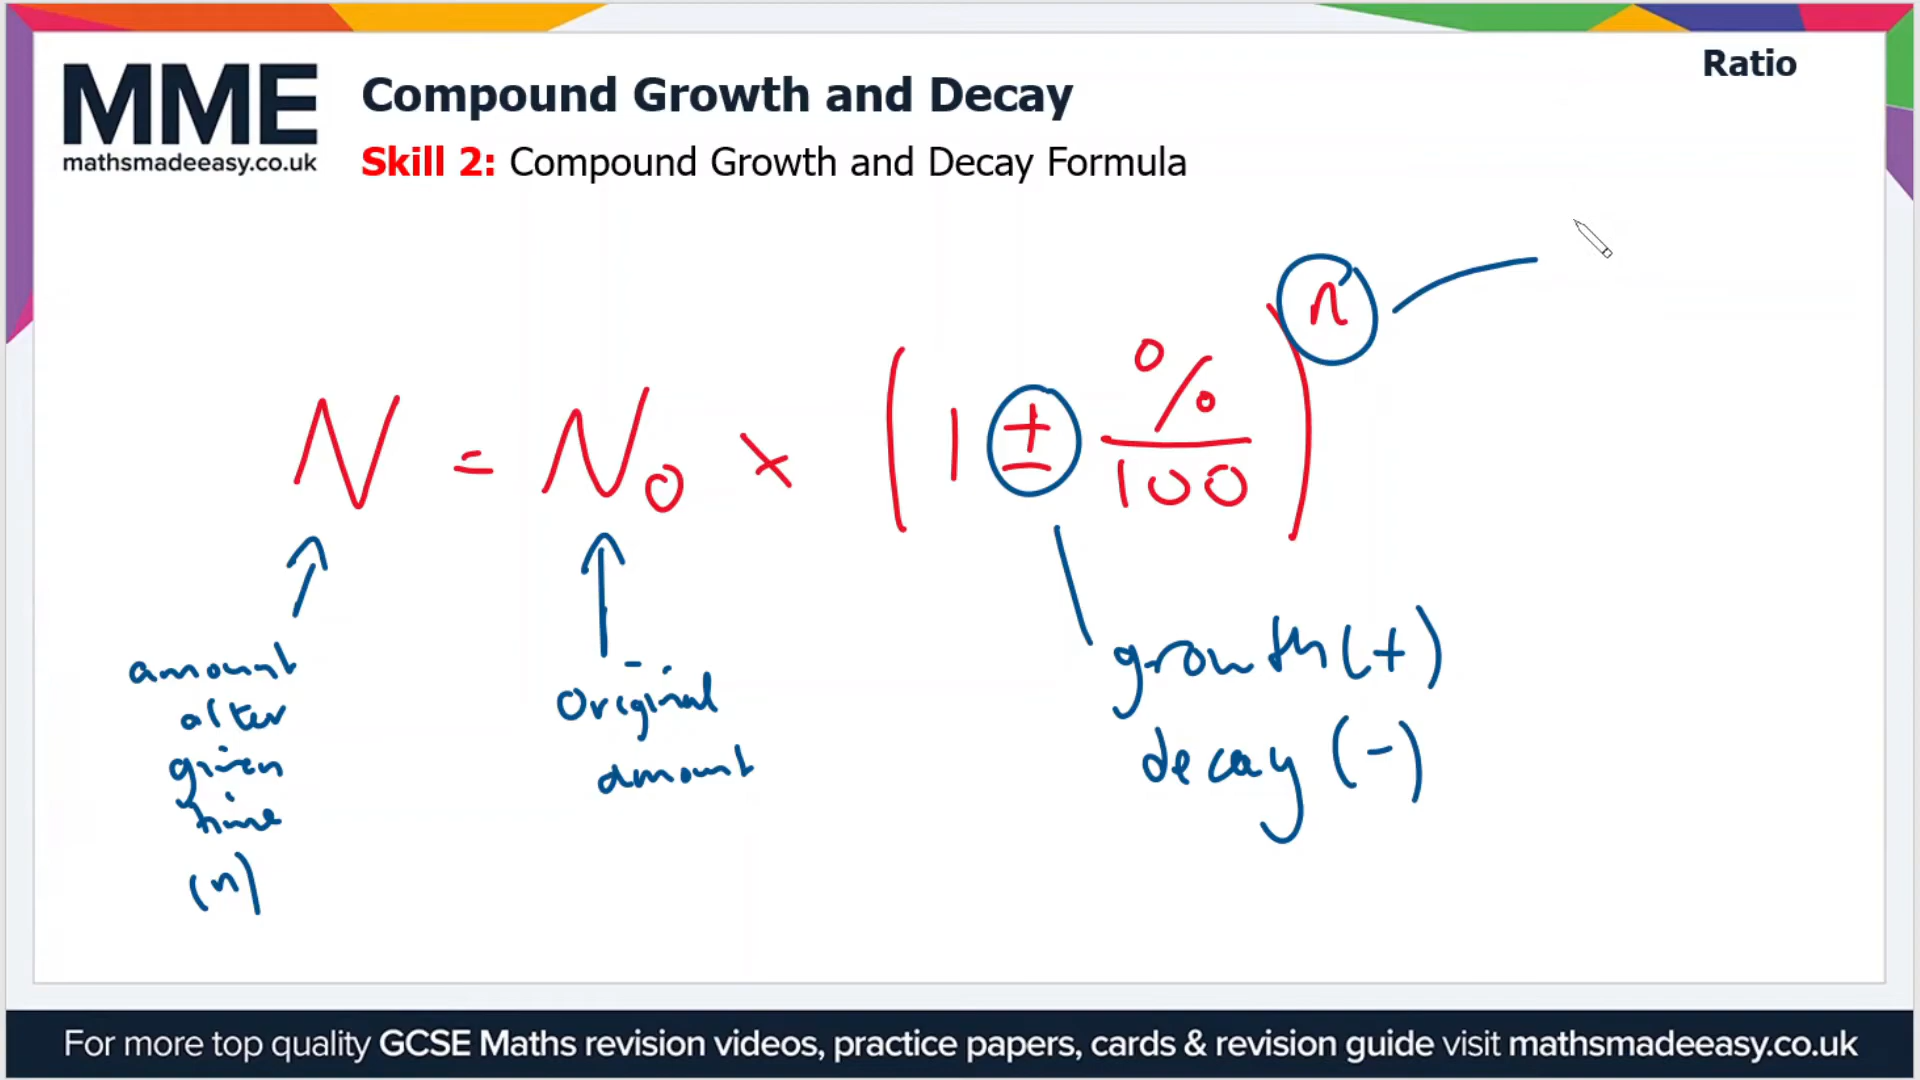 Ratio
MME
mathsmadeeasy.co.uk
Compound Growth and Decay
Skill 2: Compound Growth and Decay Formula
N = N₀ × (1 ± %/100)ⁿ
amount
after
given
time
(n)
original
amount
growth (+)
decay (-)
For more top quality GCSE Maths revision videos, practice papers, cards & revision guide visit mathsmadeeasy.co.uk